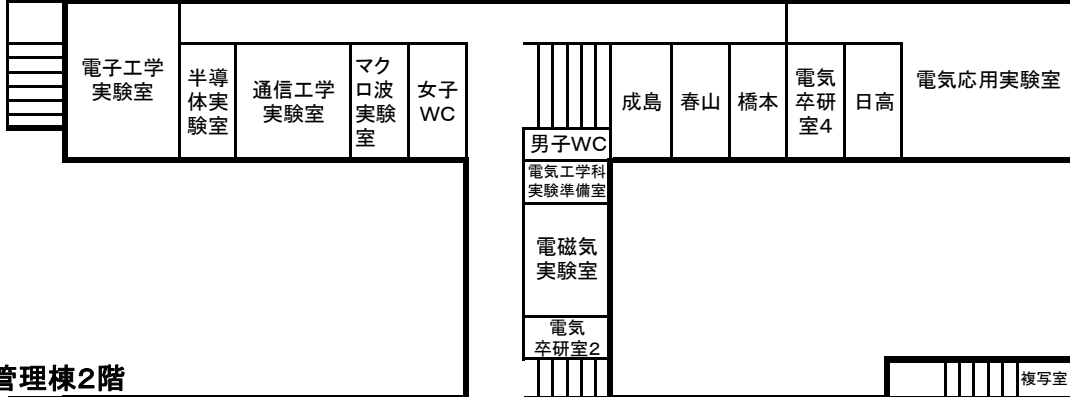 電子工学
実験室
半導
体実
験室
通信工学
実験室
マク
ロ波
実験
室
女子
WC
成島
春山
橋本
電気
卒研
室4
日高
電気応用実験室
男子WC
電気工学科
実験準備室
電磁気
実験室
電気
卒研室2
管理棟2階
複写室